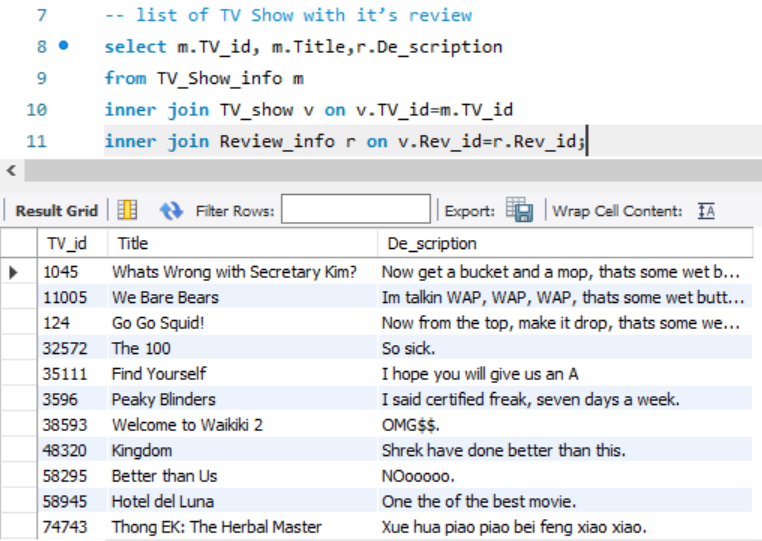 7 -- list of TV Show with it’s review
8 select m.TV_id, m.Title,r.De_scription
9 from TV_Show_info m
10 inner join TV_show v on v.TV_id=m.TV_id
11 inner join Review_info r on v.Rev_id=r.Rev_id;
Result Grid Filter Rows: Export: Wrap Cell Content: IA
TV_id Title De_scription
1045 Whats Wrong with Secretary Kim? Now get a bucket and a mop, thats some wet b...
11005 We Bare Bears Im talkin WAP, WAP, WAP, thats some wet butt...
124 Go Go Squid! Now from the top, make it drop, thats some we...
32572 The 100 So sick.
35111 Find Yourself I hope you will give us an A
3596 Peaky Blinders I said certified freak, seven days a week.
38593 Welcome to Waikiki 2 OMG$$.
48320 Kingdom Shrek have done better than this.
58295 Better than Us NOooooo.
58945 Hotel del Luna One the of the best movie.
74743 Thong EK: The Herbal Master Xue hua piao piao bei feng xiao xiao.